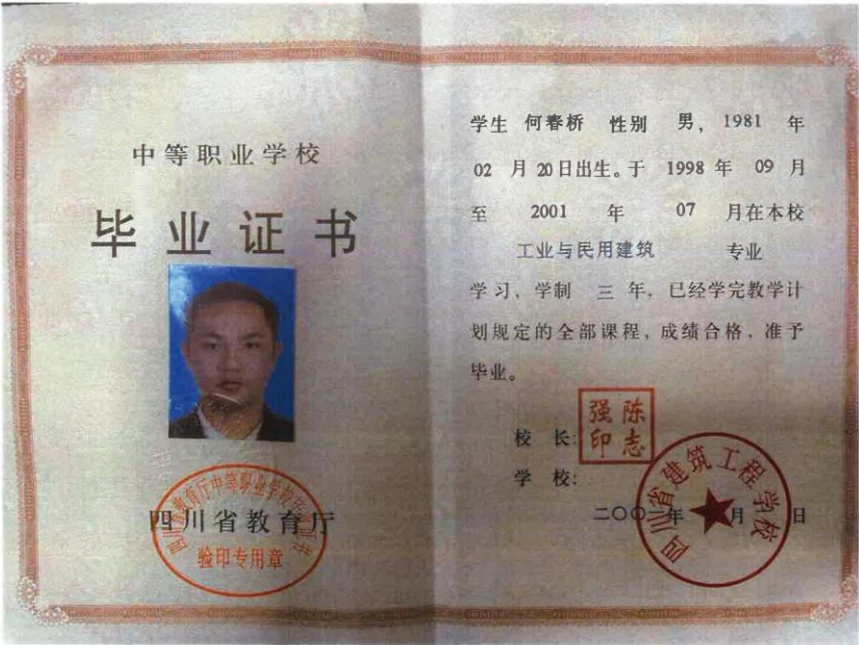 中等职业学校
毕业证书
四川省教育厅
验印专用章
学生 何春桥 性别 男，1981 年
02 月 20 日出生。于 1998 年 09 月
至 2001 年 07 月在本校
工业与民用建筑 专业
学习，学制 三 年，已经学完教学计
划规定的全部课程，成绩合格，准予
毕业。
校 长：
陈志强印
学 校：
四川省建筑工程学校
二〇〇一年 月 日